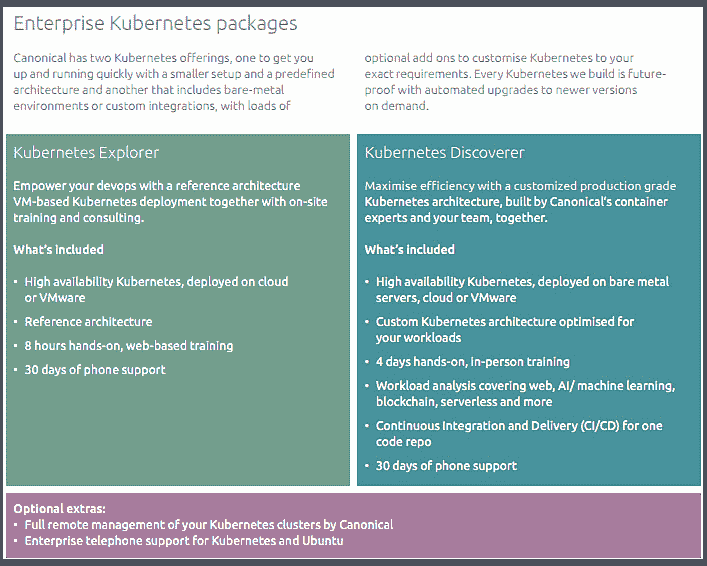 Enterprise Kubernetes packages
Canonical has two Kubernetes offerings, one to get you
up and running quickly with a smaller setup and a predefined
architecture and another that includes bare-metal
environments or custom integrations, with loads of
optional add ons to customise Kubernetes to your
exact requirements. Every Kubernetes we build is future-
proof with automated upgrades to newer versions
on demand.
Kubernetes Explorer
Empower your devops with a reference architecture
VM-based Kubernetes deployment together with on-site
training and consulting.
What's included
• High availability Kubernetes, deployed on cloud
or VMware
• Reference architecture
• 8 hours hands-on, web-based training
• 30 days of phone support
Kubernetes Discoverer
Maximise efficiency with a customized production grade
Kubernetes architecture, built by Canonical's container
experts and your team, together.
What's included
• High availability Kubernetes, deployed on bare metal
servers, cloud or VMware
• Custom Kubernetes architecture optimised for
your workloads
• 4 days hands-on, in-person training
• Workload analysis covering web, AI/ machine learning,
blockchain, serverless and more
• Continuous Integration and Delivery (CI/CD) for one
code repo
• 30 days of phone support
Optional extras:
• Full remote management of your Kubernetes clusters by Canonical
• Enterprise telephone support for Kubernetes and Ubuntu